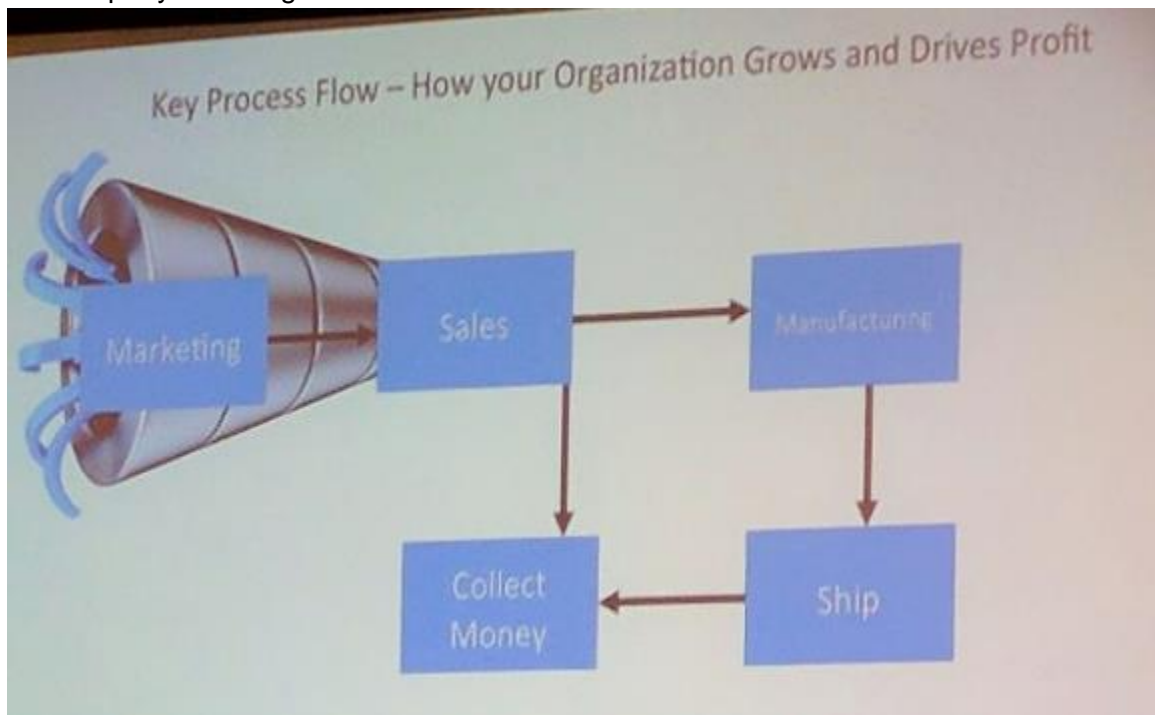 Key Process Flow – How your Organization Grows and Drives Profit
Marketing
Sales
Manufacturing
Collect
Money
Ship